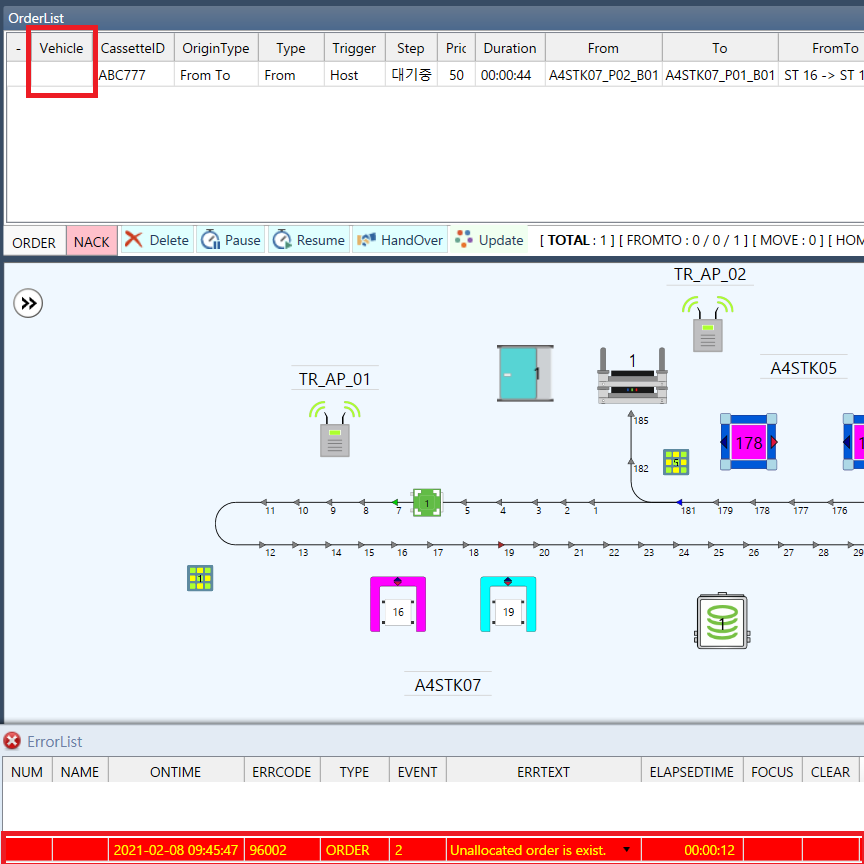 OrderList
- Vehicle CassetteID OriginType Type Trigger Step Pric Duration From To FromTo
ABC777 From To From Host 대기중 50 00:00:44 A4STK07_P02_B01 A4STK07_P01_B01 ST 16 -> ST 1
ORDER NACK Delete Pause Resume HandOver Update [ TOTAL : 1 ] [ FROMTO : 0 / 0 / 1 ] [ MOVE : 0 ] [ HOM
TR_AP_02
1
1
A4STK05
TR_AP_01
185
178
1
182
5
1
11 10 9 8 7 5 4 3 2 1 181 179 178 177 176
12 13 14 15 16 17 18 19 20 21 22 23 24 25 26 27 28 29
1
16
19
1
A4STK07
ErrorList
NUM NAME ONTIME ERRCODE TYPE EVENT ERRTEXT ELAPSEDTIME FOCUS CLEAR
2021-02-08 09:45:47 96002 ORDER 2 Unallocated order is exist. 00:00:12